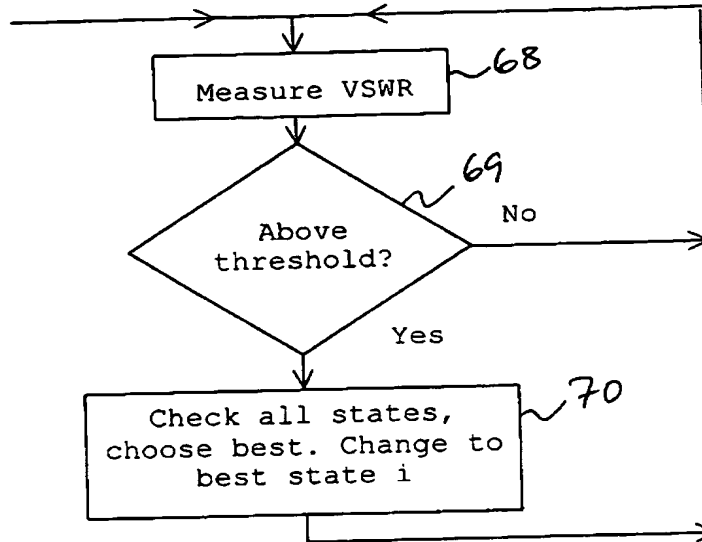 68
Measure VSWR
69
No
Above
threshold?
Yes
70
Check all states,
choose best. Change to
best state i